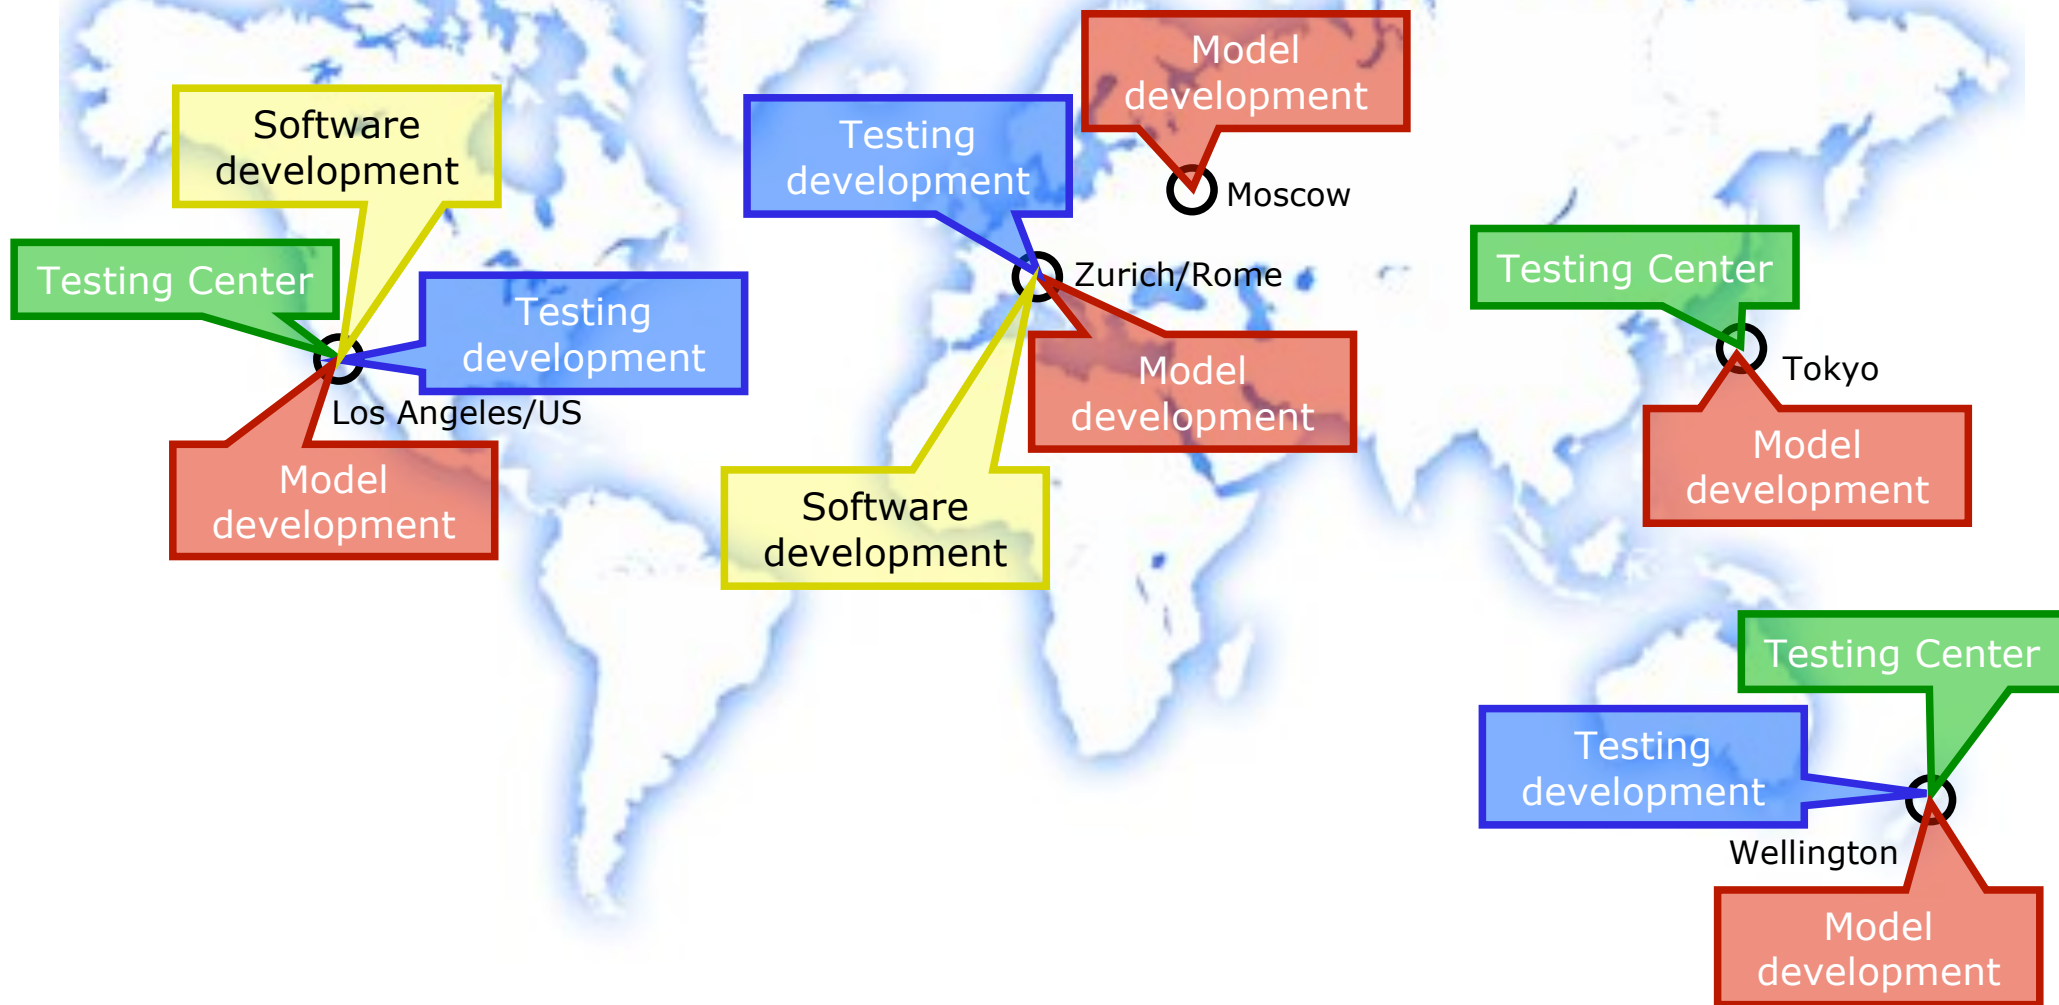 Model
development
Software
development
Testing
development
Moscow
Testing Center
Testing
development
Zurich/Rome
Testing Center
Model
development
Tokyo
Los Angeles/US
Model
development
Software
development
Model
development
Testing Center
Testing
development
Wellington
Model
development